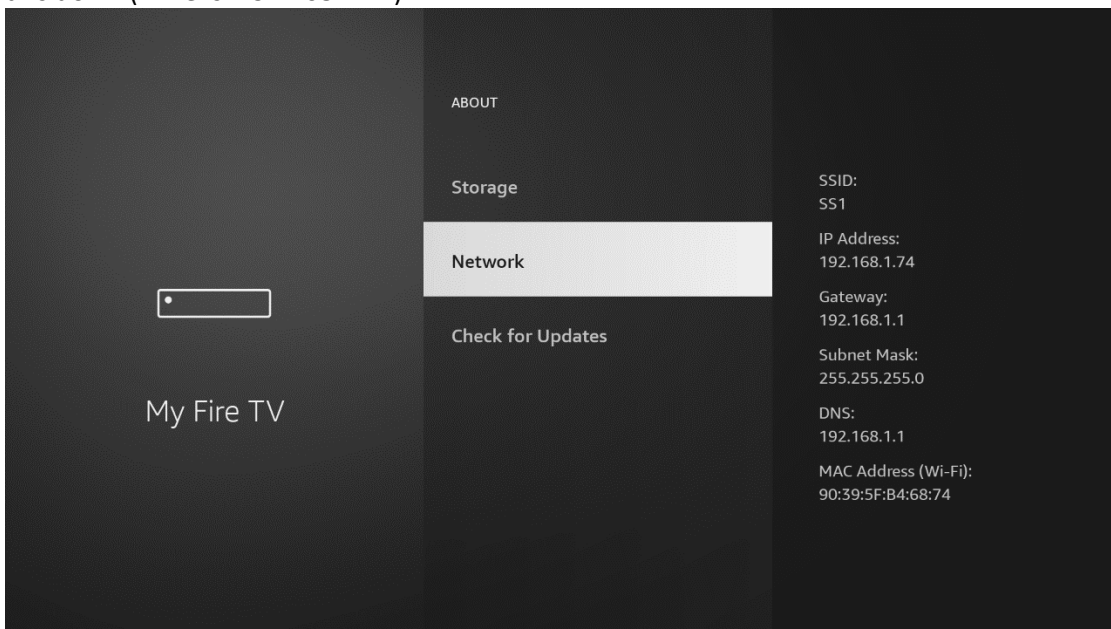 My Fire TV
ABOUT
Storage
Network
Check for Updates
SSID:
SS1
IP Address:
192.168.1.74
Gateway:
192.168.1.1
Subnet Mask:
255.255.255.0
DNS:
192.168.1.1
MAC Address (Wi-Fi):
90:39:5F:B4:68:74